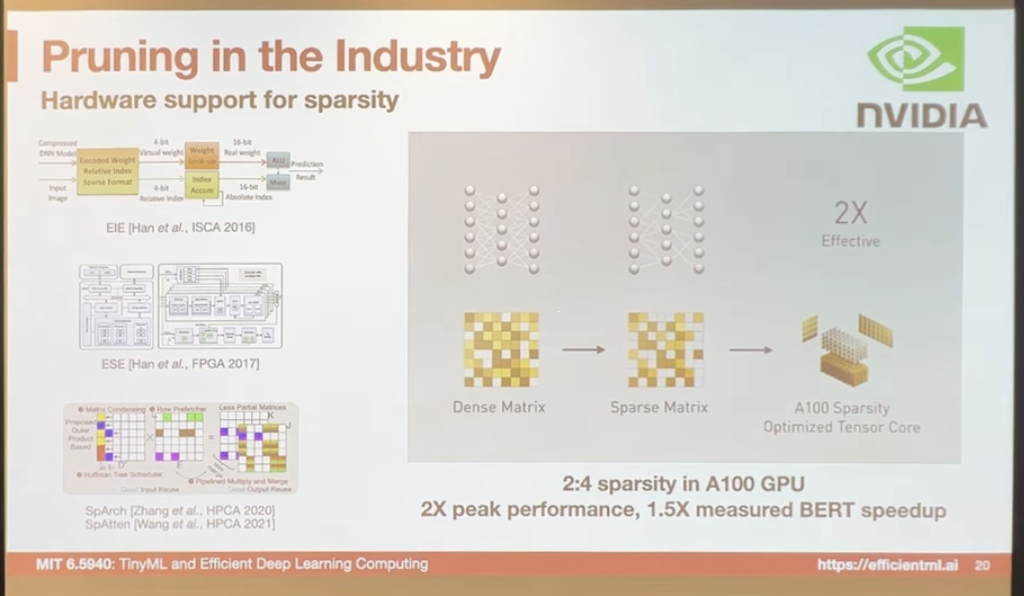 Pruning in the Industry
Hardware support for sparsity
NVIDIA
Compressed
DNN Model
Encoded Weight
Relative Index
Sparse Format
4-bit
Virtual weight
Weight
Look-up
16-bit
Real weight
ALU
Prediction
Result
Input
Image
4-bit
Relative Index
Index
Accum
16-bit
Absolute Index
Mem
EIE [Han et al., ISCA 2016]
ESE [Han et al., FPGA 2017]
Matrix Condensing
Row Prefetcher
Less Partial Matrices
Proposed
Outer
Product
Based
Huffman Tree Scheduler
Pipelined Multiply and Merge
Good Input Reuse
Good Output Reuse
SpArch [Zhang et al., HPCA 2020]
SpAtten [Wang et al., HPCA 2021]
2X
Effective
Dense Matrix
Sparse Matrix
A100 Sparsity
Optimized Tensor Core
2:4 sparsity in A100 GPU
2X peak performance, 1.5X measured BERT speedup
MIT 6.5940: TinyML and Efficient Deep Learning Computing
https://efficientml.ai
20